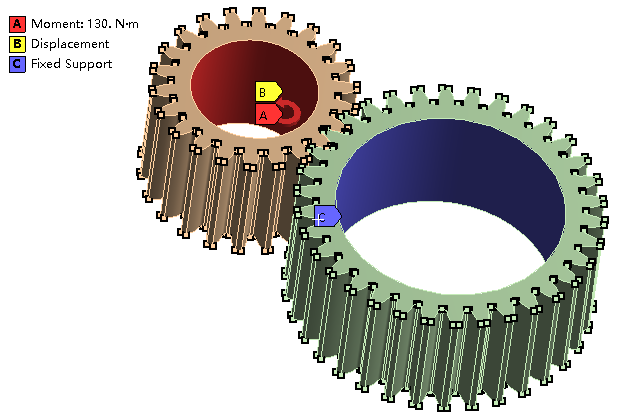 A Moment: 130. N·m
B Displacement
C Fixed Support
B
A
C